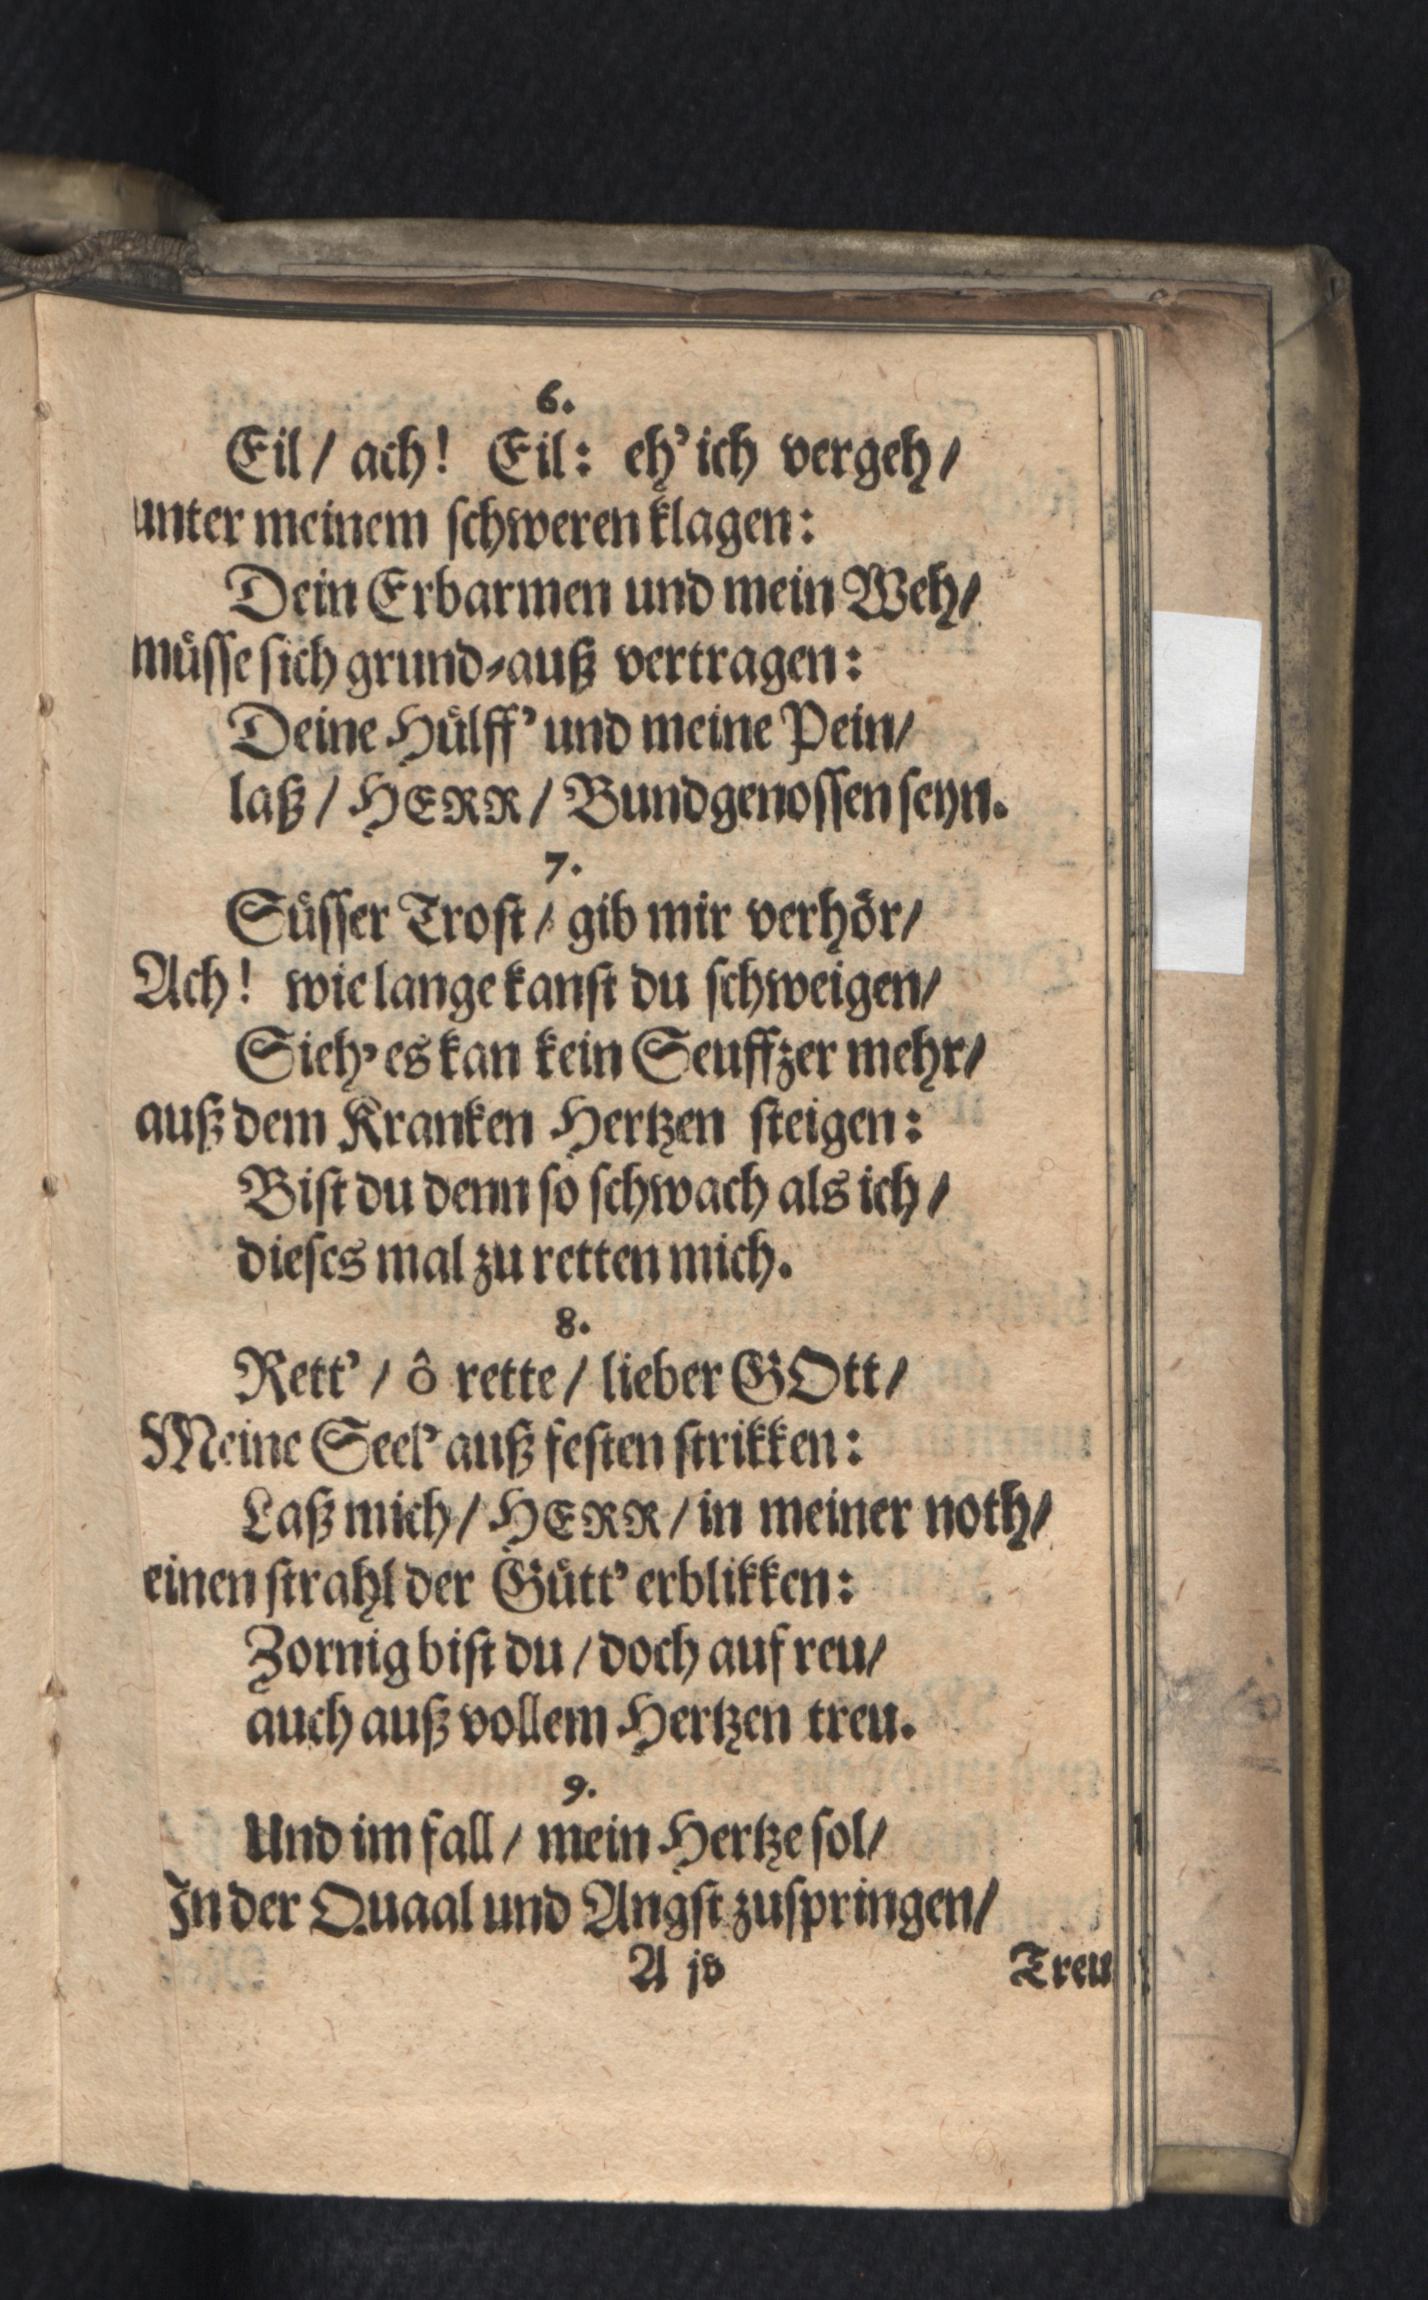 6.
Eil / ach! Eil: eh' ich vergeh /
unter meinem schweren klagen:
Dein Erbarmen und mein Weh /
müsse sich grund-auß vertragen:
Deine Hülff' und meine Pein /
laß / HERR / Bundgenossen seyn.
7.
Süsser Trost / gib mir verhör /
Ach! wie lange kanst du schweigen /
Sieh' es kan kein Seuffzer mehr /
auß dem Kranken Hertzen steigen:
Bist du denn so schwach als ich /
dieses mal zu retten mich.
8.
Rett' / ô rette / lieber GOtt /
Meine Seel' auß festen strikken:
Laß mich / HERR / in meiner noth /
einen strahl der Gütt' erblikken:
Zornig bist du / doch auf reu /
auch auß vollem Hertzen treu.
9.
Und im fall / mein Hertze sol /
In der Quaal und Angst zuspringen /
A Treu